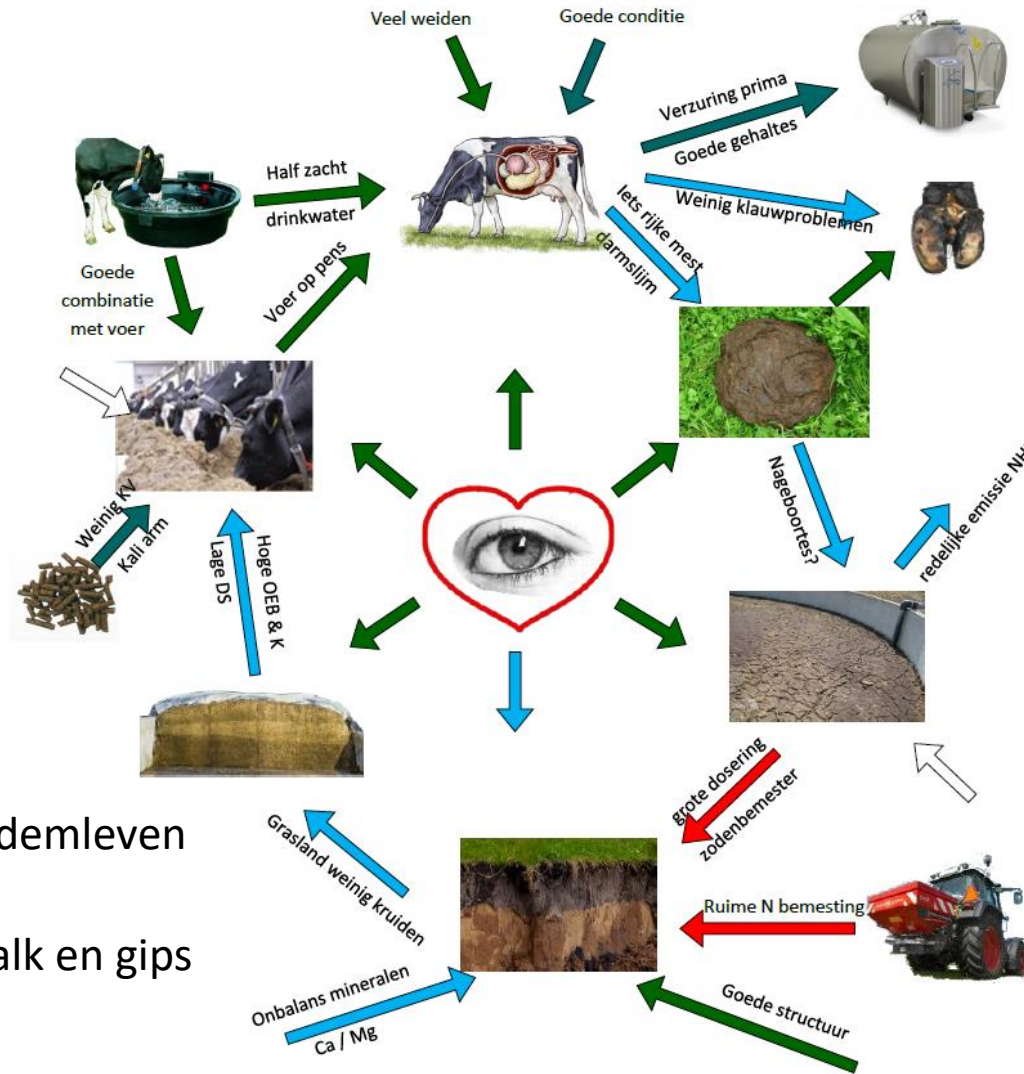 Veel weiden
Goede conditie
Verzuring prima
Goede gehaltes
Half zacht
drinkwater
Weinig klauwproblemen
Iets rijke mest
darmslijm
Goede
combinatie
met voer
Voer op pens
Nageboortes?
redelijke emissie NH
Weinig KV
Kali arm
Hoge OEB & K
Lage DS
grote dosering
zodenbemester
demleven
Grasland weinig kruiden
Ruime N bemesting
alk en gips
Onbalans mineralen
Ca / Mg
Goede structuur